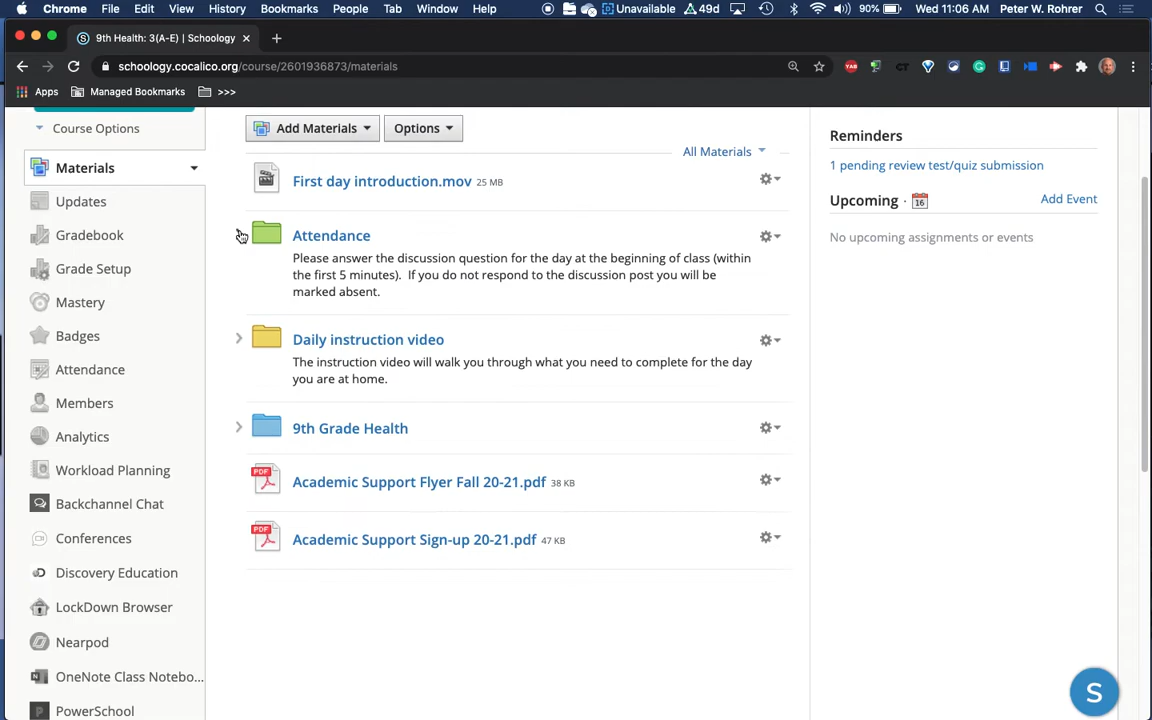 Chrome File Edit View History Bookmarks People Tab Window Help Unavailable 49d 90% Wed 11:06 AM Peter W. Rohrer
9th Health: 3(A-E) | Schoology
schoology.cocalico.org/course/2601936873/materials
Apps Managed Bookmarks >>>
Course Options
Add Materials Options
All Materials
Materials
Updates
Gradebook
Grade Setup
Mastery
Badges
Attendance
Members
Analytics
Workload Planning
Backchannel Chat
Conferences
Discovery Education
LockDown Browser
Nearpod
OneNote Class Notebo...
PowerSchool
First day introduction.mov 25 MB
Attendance
Please answer the discussion question for the day at the beginning of class (within
the first 5 minutes). If you do not respond to the discussion post you will be
marked absent.
Daily instruction video
The instruction video will walk you through what you need to complete for the day
you are at home.
9th Grade Health
PDF Academic Support Flyer Fall 20-21.pdf 38 KB
PDF Academic Support Sign-up 20-21.pdf 47 KB
Reminders
1 pending review test/quiz submission
Upcoming · 16 Add Event
No upcoming assignments or events
S